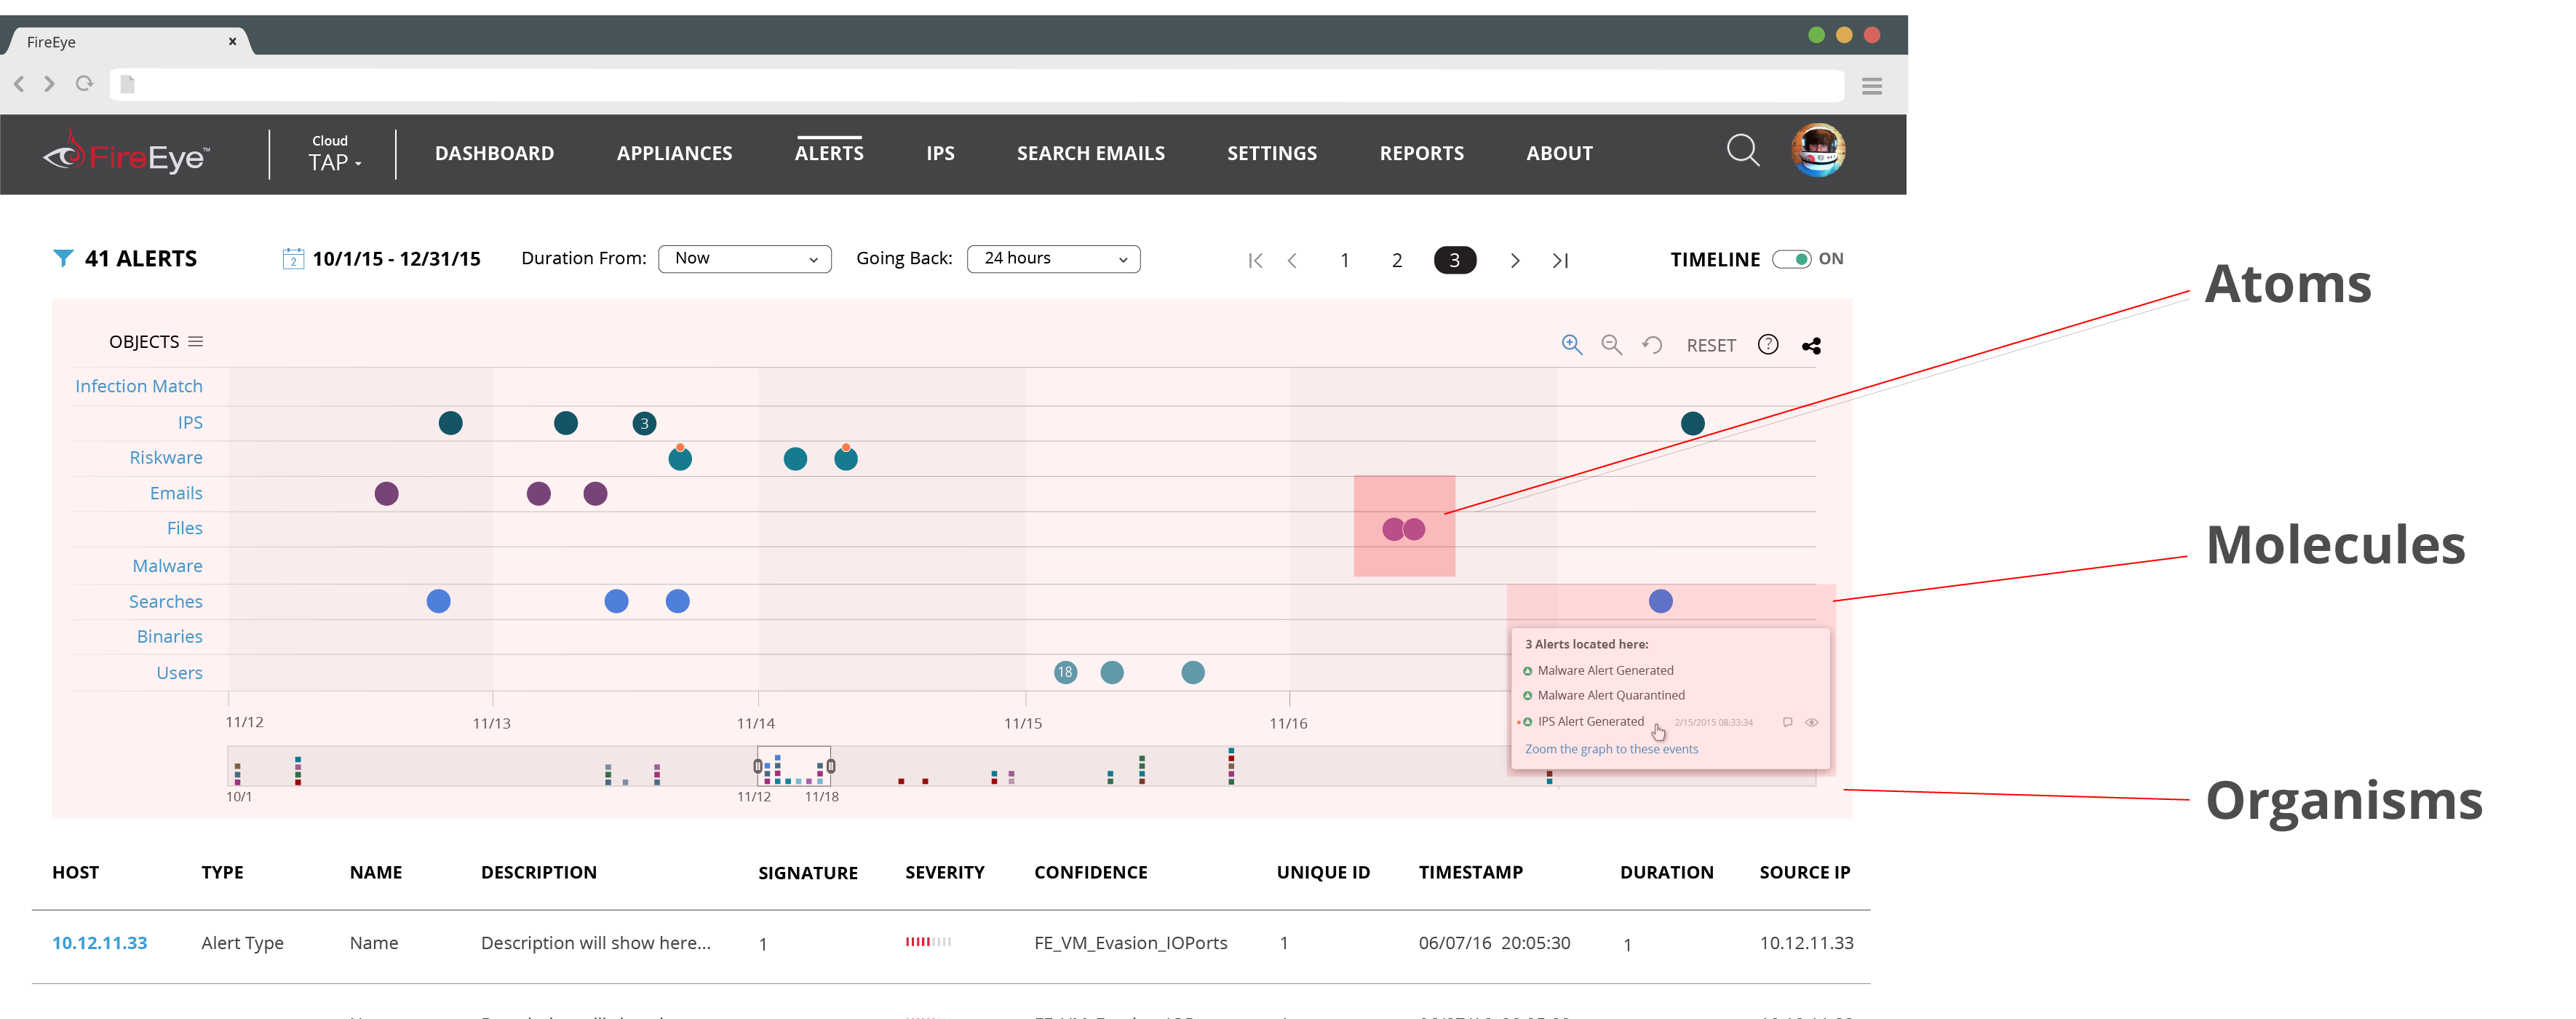 FireEye x
FireEye™
Cloud
TAP
DASHBOARD APPLIANCES ALERTS IPS SEARCH EMAILS SETTINGS REPORTS ABOUT
41 ALERTS 2 10/1/15 - 12/31/15 Duration From: Now Going Back: 24 hours 1 2 3 TIMELINE ON
Atoms
OBJECTS RESET ?
Infection Match
IPS 3
Riskware
Emails
Files
Molecules
Malware
Searches
Binaries
Users 18
3 Alerts located here:
Malware Alert Generated
Malware Alert Quarantined
IPS Alert Generated 2/15/2015 08:33:34
Zoom the graph to these events
11/12 11/13 11/14 11/15 11/16
10/1 11/12 11/18
Organisms
HOST TYPE NAME DESCRIPTION SIGNATURE SEVERITY CONFIDENCE UNIQUE ID TIMESTAMP DURATION SOURCE IP
10.12.11.33 Alert Type Name Description will show here... 1 FE_VM_Evasion_IOPorts 1 06/07/16 20:05:30 1 10.12.11.33